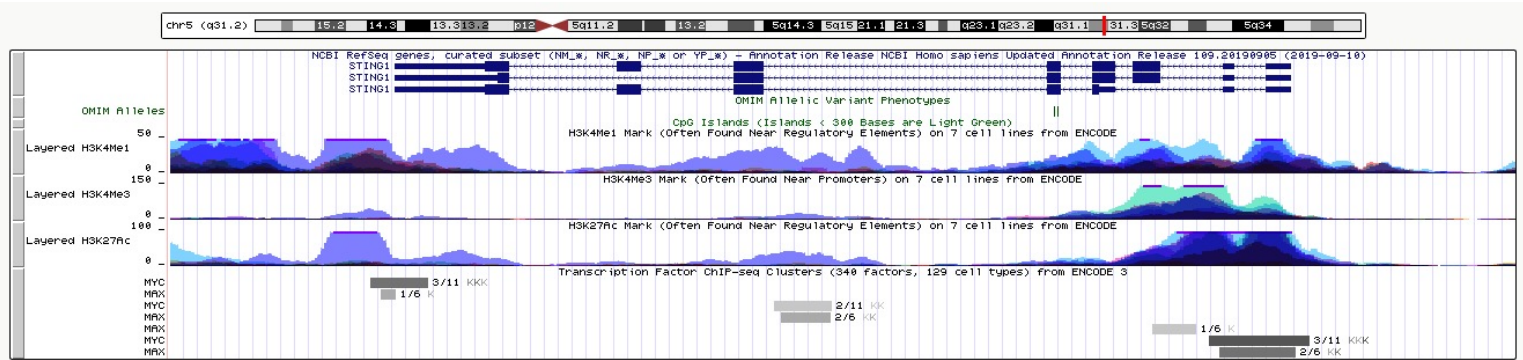 chr5 (q31.2) 15.2 14.3 13.3 13.2 p12 5q11.2 13.2 5q14.3 5q15 21.1 21.3 q23.1 q23.2 q31.1 31.3 5q32 5q34
NCBI RefSeq genes, curated subset (NM_*, NR_*, NP_* or YP_*) - Annotation Release NCBI Homo sapiens Updated Annotation Release 109.20190905 (2019-09-10)
STING1
STING1
STING1
OMIM Allelic Variant Phenotypes
OMIM Alleles
CpG Islands (Islands < 300 Bases are Light Green)
H3K4Me1 Mark (Often Found Near Regulatory Elements) on 7 cell lines from ENCODE
50 _
Layered H3K4Me1
0 _
H3K4Me3 Mark (Often Found Near Promoters) on 7 cell lines from ENCODE
150 _
Layered H3K4Me3
0 _
H3K27Ac Mark (Often Found Near Regulatory Elements) on 7 cell lines from ENCODE
100 _
Layered H3K27Ac
0 _
Transcription Factor ChIP-seq Clusters (340 factors, 129 cell types) from ENCODE 3
MYC 3/11 KKK
MAX 1/6 K
MYC 2/11 KK
MAX 2/6 KK
MAX 1/6 K
MYC 3/11 KKK
MAX 2/6 KK